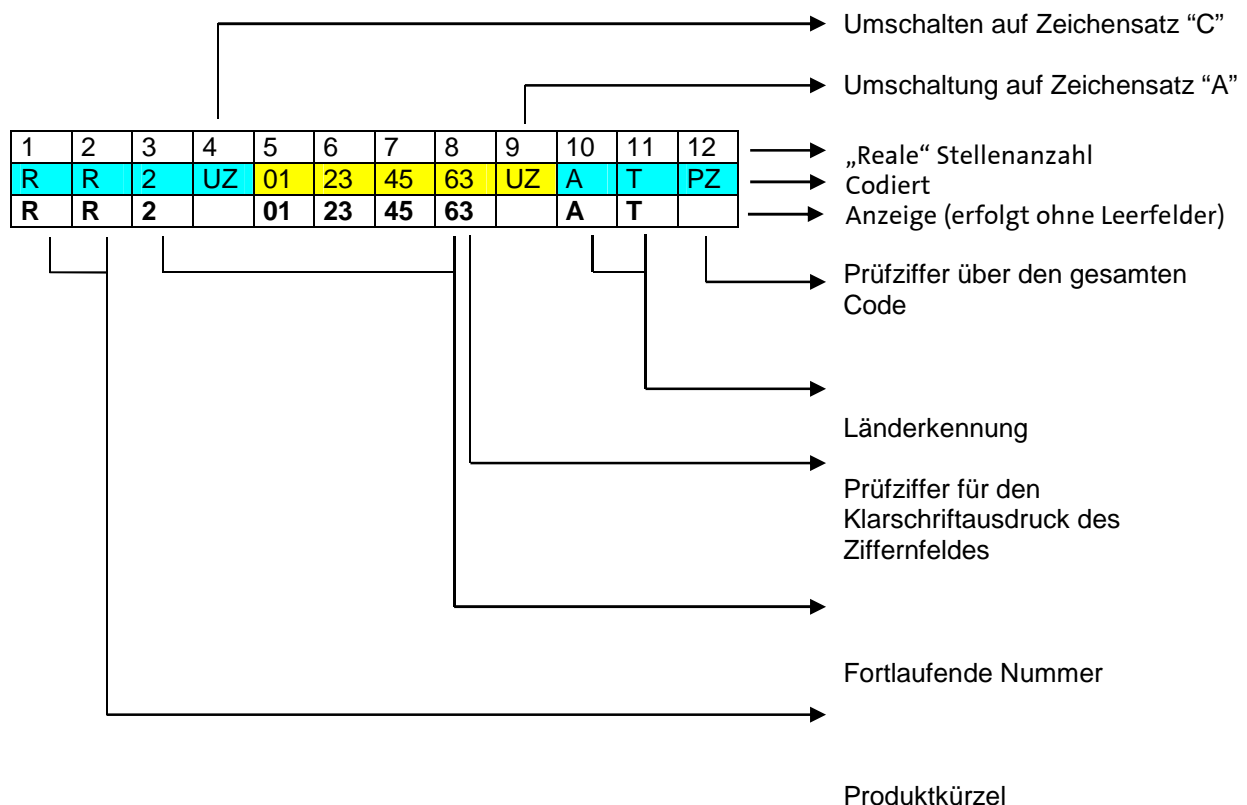 Umschalten auf Zeichensatz “C”
Umschaltung auf Zeichensatz “A”
1 2 3 4 5 6 7 8 9 10 11 12
„Reale“ Stellenanzahl
R R 2 UZ 01 23 45 63 UZ A T PZ
Codiert
R R 2 01 23 45 63 A T
Anzeige (erfolgt ohne Leerfelder)
Prüfziffer über den gesamten
Code
Länderkennung
Prüfziffer für den
Klarschriftausdruck des
Ziffernfeldes
Fortlaufende Nummer
Produktkürzel